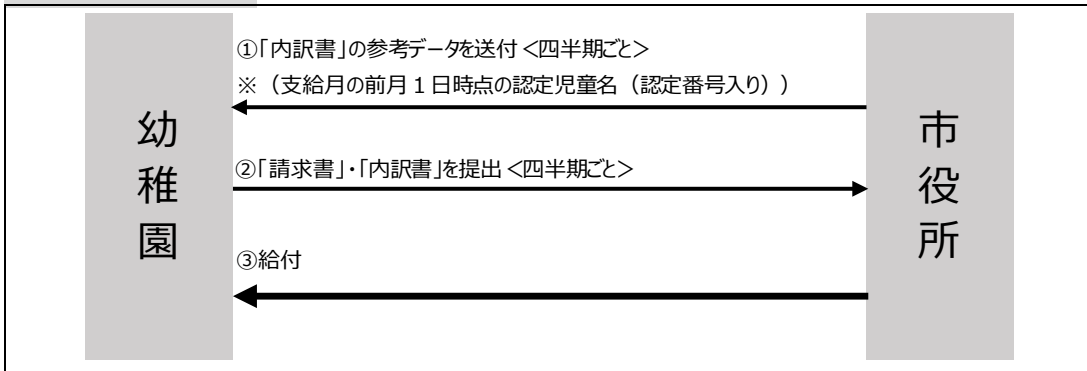 ①「内訳書」の参考データを送付<四半期ごと>
※（支給月の前月１日時点の認定児童名（認定番号入り））
幼稚園
市役所
②「請求書」・「内訳書」を提出<四半期ごと>
③給付